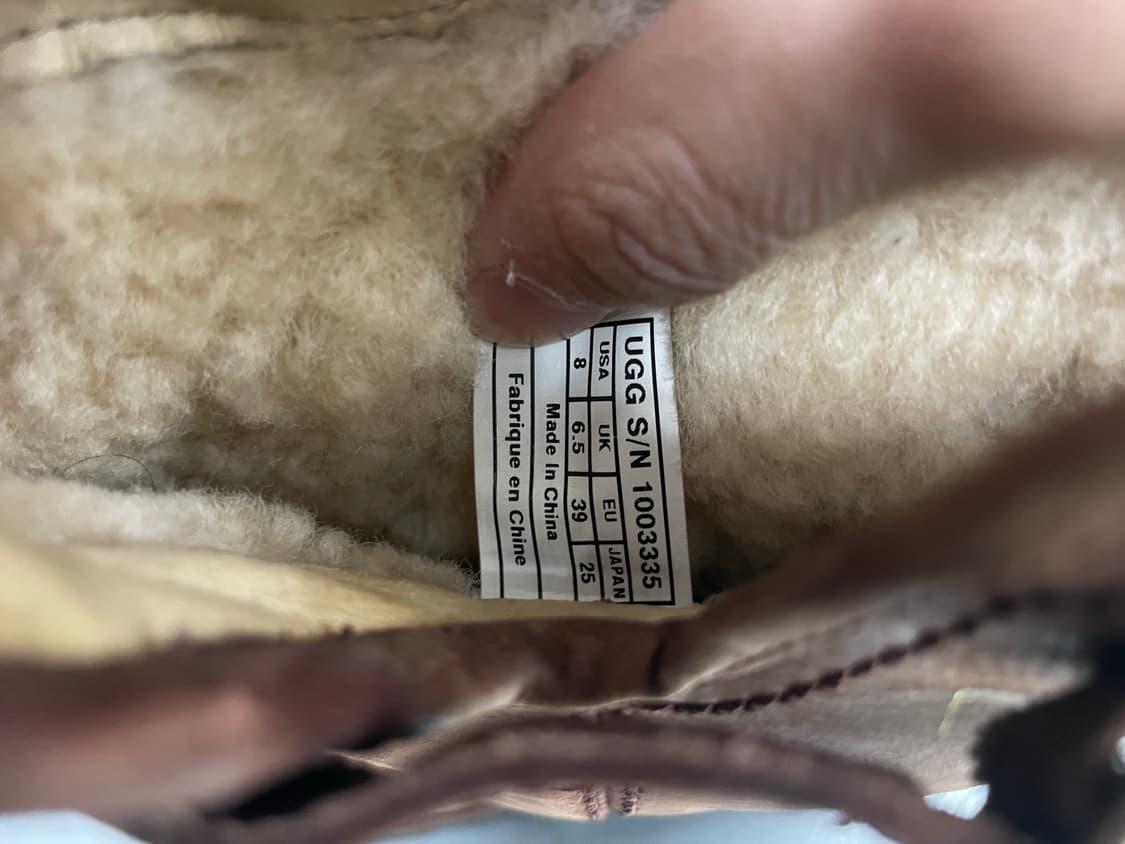 UGG S/N 1003335
USA UK EU JAPAN
8 6.5 39 25
Made In China
Fabrique en Chine